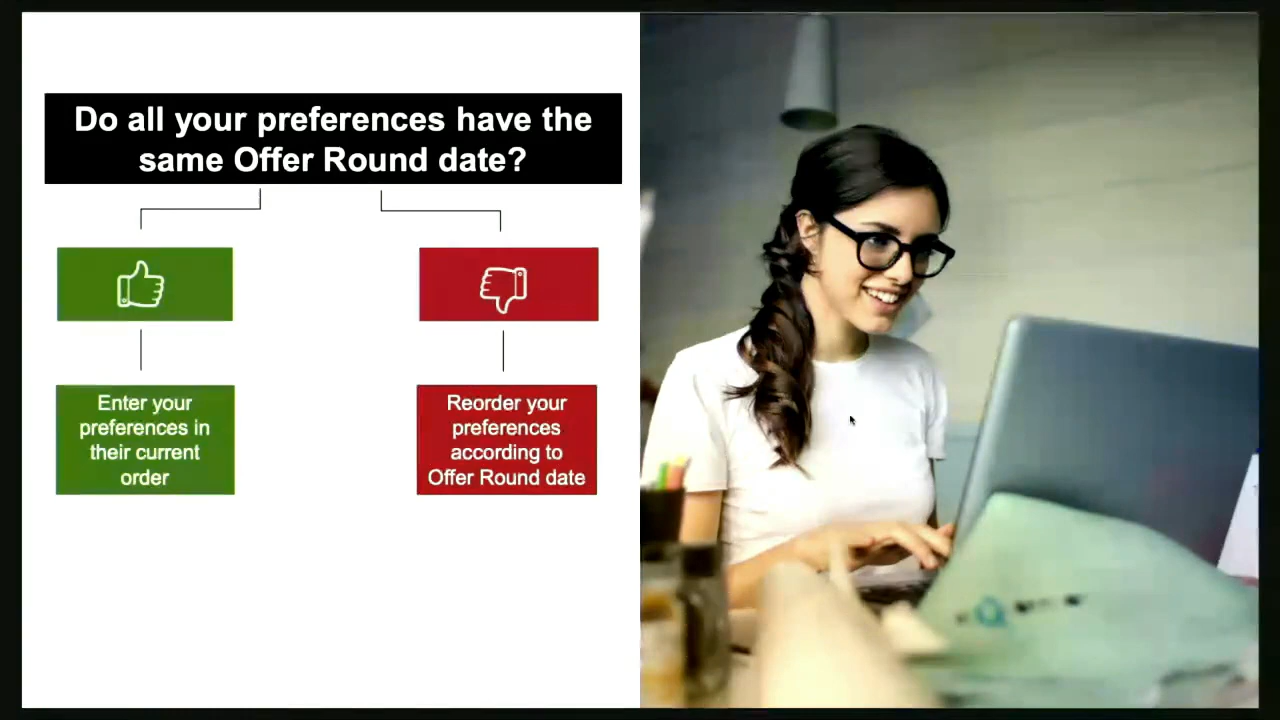 Do all your preferences have the
same Offer Round date?
Enter your
preferences in
their current
order
Reorder your
preferences
according to
Offer Round date